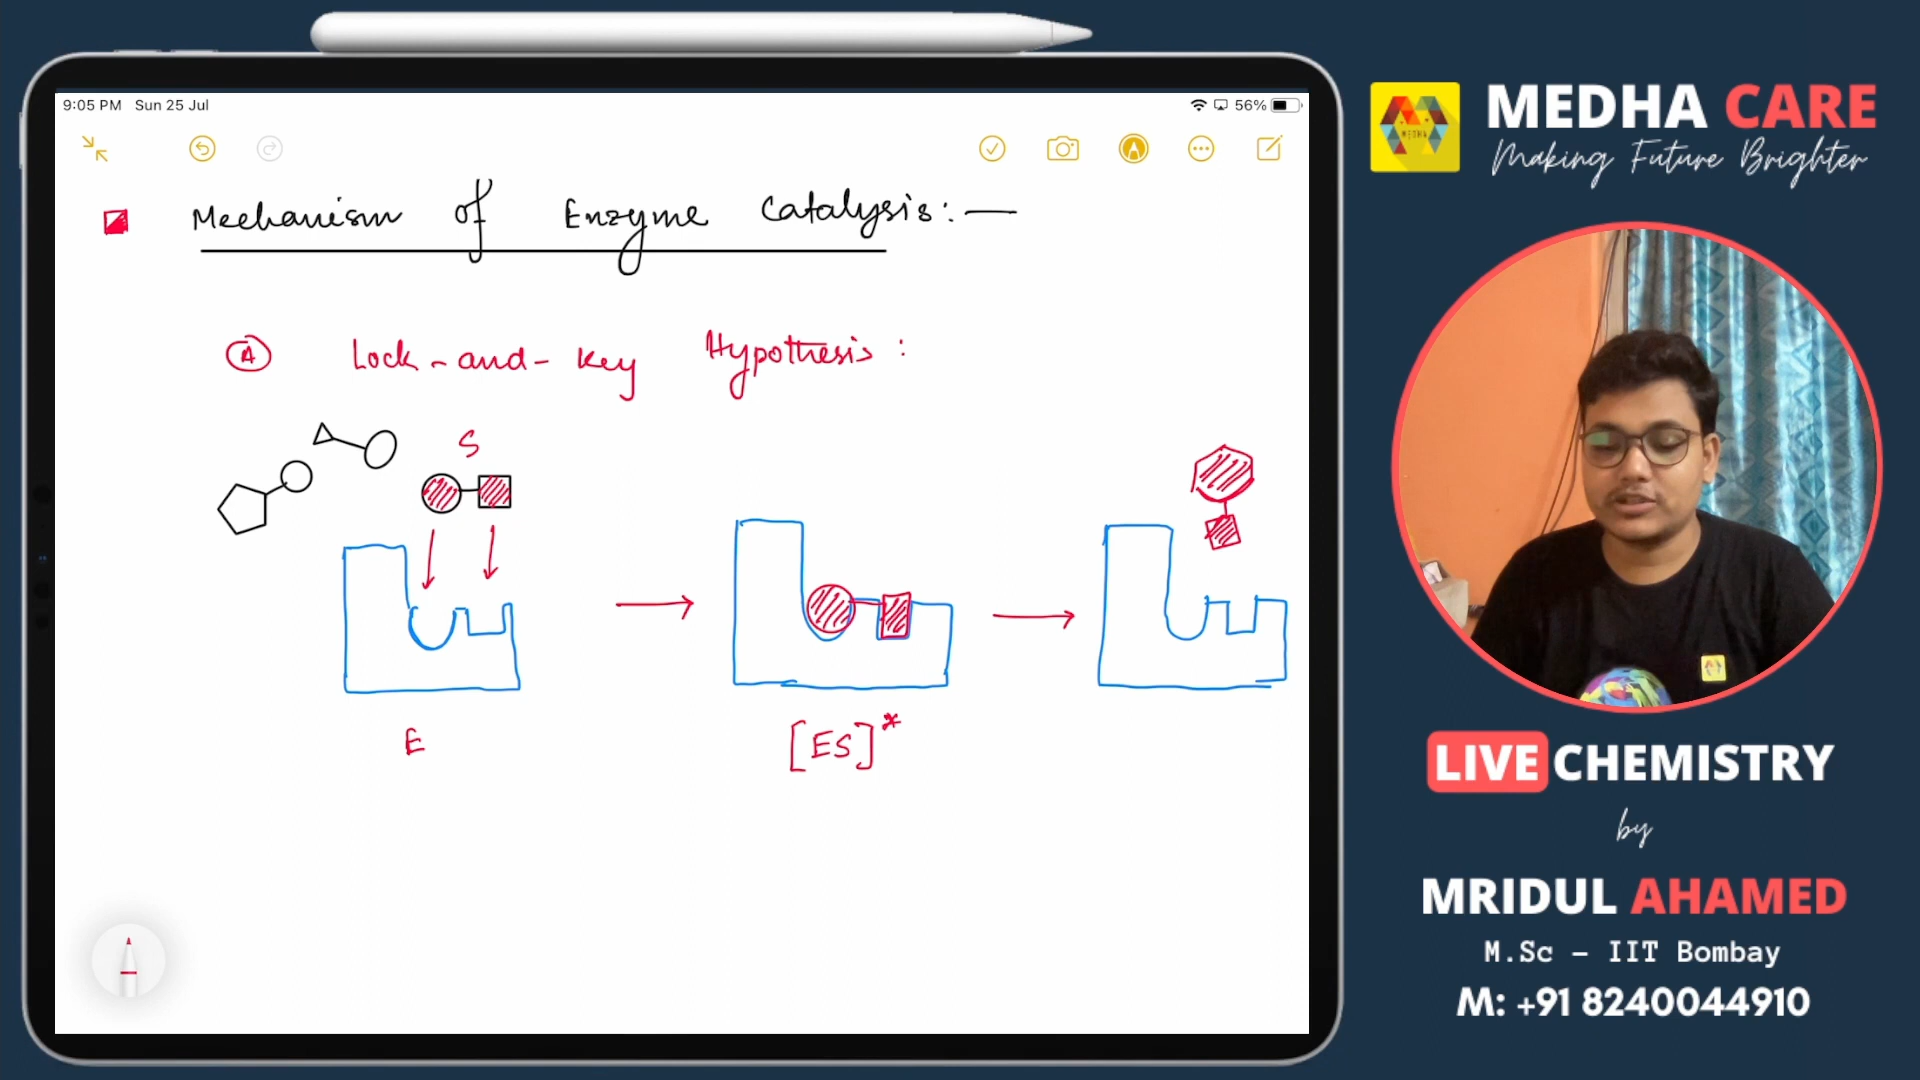 9:05 PM Sun 25 Jul
56%
Mechanism of Enzyme Catalysis:—
A Lock-and-Key Hypothesis:
S
E
[ES]*
MEDHA CARE
Making Future Brighter
MEDHA
LIVE CHEMISTRY
by
MRIDUL AHAMED
M.Sc – IIT Bombay
M: +91 8240044910